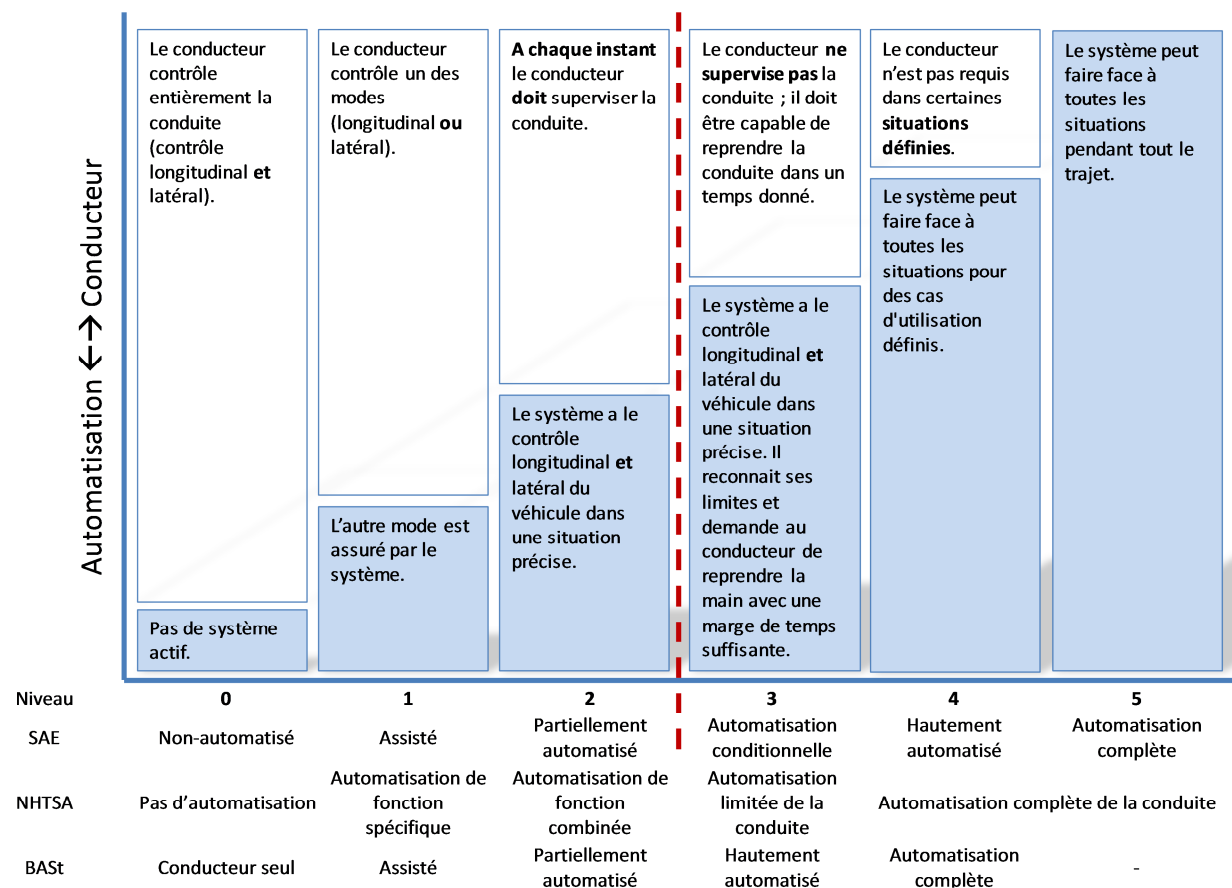 Automatisation ←→ Conducteur
Le conducteur
contrôle
entièrement la
conduite
(contrôle
longitudinal et
latéral).
Pas de système
actif.
Le conducteur
contrôle un des
modes
(longitudinal ou
latéral).
L’autre mode est
assuré par le
système.
A chaque instant
le conducteur
doit superviser la
conduite.
Le système a le
contrôle
longitudinal et
latéral du
véhicule dans
une situation
précise.
Le conducteur ne
supervise pas la
conduite ; il doit
être capable de
reprendre la
conduite dans un
temps donné.
Le système a le
contrôle
longitudinal et
latéral du
véhicule dans
une situation
précise. Il
reconnait ses
limites et
demande au
conducteur de
reprendre la
main avec une
marge de temps
suffisante.
Le conducteur
n’est pas requis
dans certaines
situations
définies.
Le système peut
faire face à
toutes les
situations pour
des cas
d'utilisation
définis.
Le système peut
faire face à
toutes les
situations
pendant tout le
trajet.
Niveau 0 1 2 3 4 5
SAE Non-automatisé Assisté Partiellement automatisé Automatisation conditionnelle Hautement automatisé Automatisation complète
NHTSA Pas d’automatisation Automatisation de fonction spécifique Automatisation de fonction combinée Automatisation limitée de la conduite Automatisation complète de la conduite
BASt Conducteur seul Assisté Partiellement automatisé Hautement automatisé Automatisation complète -